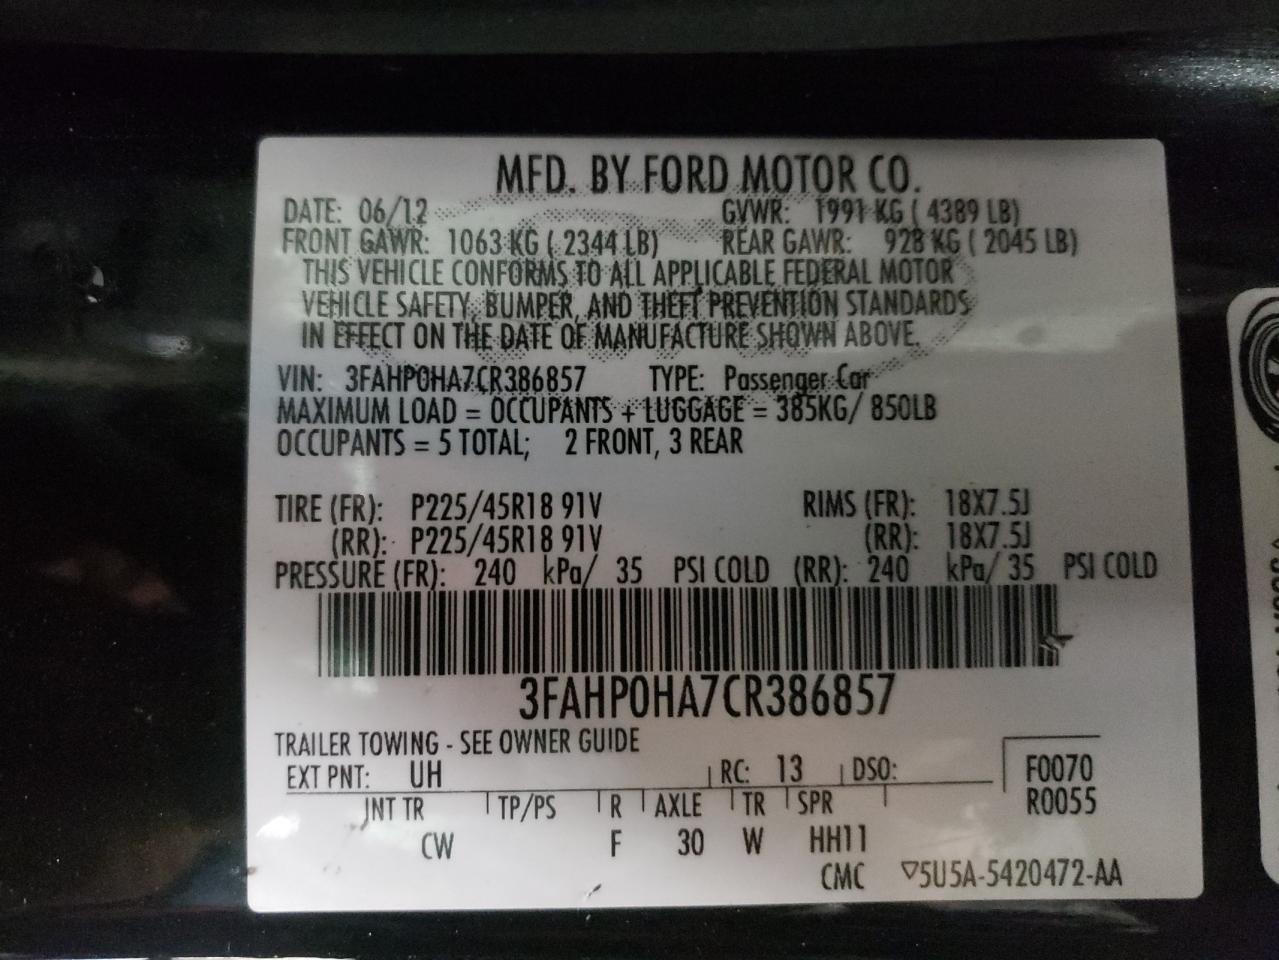 MFD. BY FORD MOTOR CO.
DATE: 06/12 GVWR: 1991 KG ( 4389 LB)
FRONT GAWR: 1063 KG ( 2344 LB) REAR GAWR: 928 KG ( 2045 LB)
THIS VEHICLE CONFORMS TO ALL APPLICABLE FEDERAL MOTOR
VEHICLE SAFETY, BUMPER, AND THEFT PREVENTION STANDARDS
IN EFFECT ON THE DATE OF MANUFACTURE SHOWN ABOVE.
VIN: 3FAHP0HA7CR386857 TYPE: Passenger Car
MAXIMUM LOAD = OCCUPANTS + LUGGAGE = 385KG/ 850LB
OCCUPANTS = 5 TOTAL; 2 FRONT, 3 REAR
TIRE (FR): P225/45R18 91V RIMS (FR): 18X7.5J
(RR): P225/45R18 91V (RR): 18X7.5J
PRESSURE (FR): 240 kPa/ 35 PSI COLD (RR): 240 kPa/ 35 PSI COLD
3FAHP0HA7CR386857
TRAILER TOWING - SEE OWNER GUIDE
EXT PNT: UH RC: 13 DSO: F0070
INT TR TP/PS R AXLE TR SPR R0055
CW F 30 W HH11
CMC ▽5U5A-5420472-AA